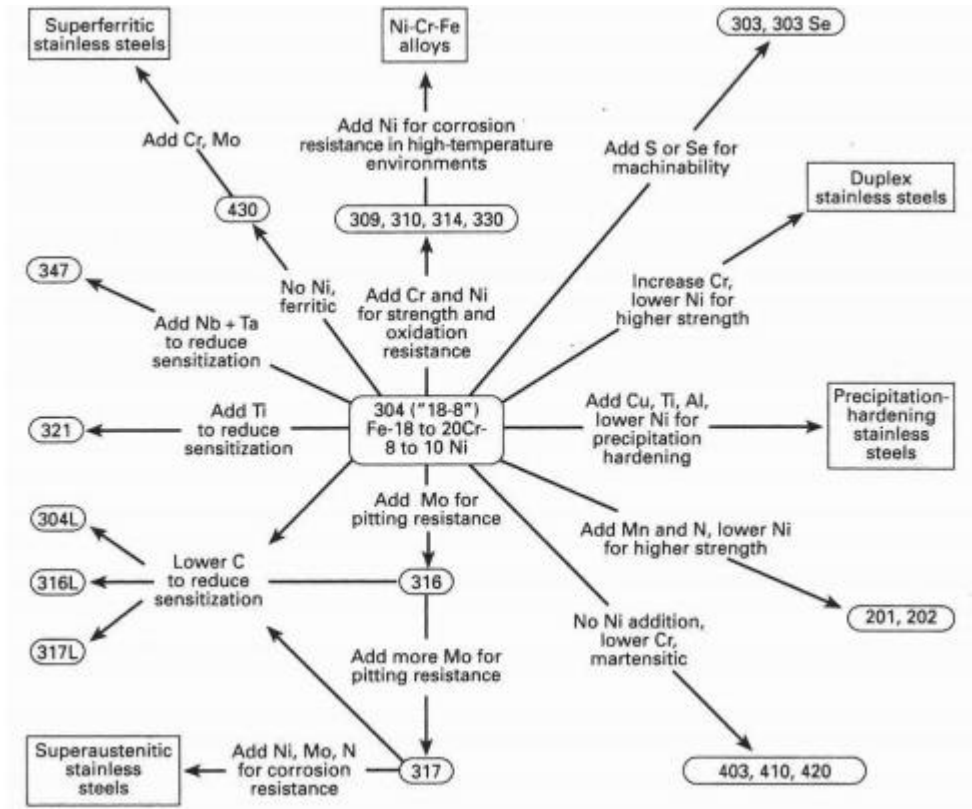 Superferritic
stainless steels
Ni-Cr-Fe
alloys
303, 303 Se
Add Cr, Mo
Add Ni for corrosion
resistance in high-temperature
environments
Add S or Se for
machinability
Duplex
stainless steels
430
309, 310, 314, 330
347
No Ni,
ferritic
Add Cr and Ni
for strength and
oxidation
resistance
Increase Cr,
lower Ni for
higher strength
Add Nb + Ta
to reduce
sensitization
321
Add Ti
to reduce
sensitization
304 ("18-8")
Fe-18 to 20Cr-
8 to 10 Ni
Add Cu, Ti, Al,
lower Ni for
precipitation
hardening
Precipitation-
hardening
stainless
steels
Add Mo for
pitting resistance
304L
316L
317L
Lower C
to reduce
sensitization
316
Add Mn and N, lower Ni
for higher strength
201, 202
No Ni addition,
lower Cr,
martensitic
Add more Mo for
pitting resistance
Superaustenitic
stainless
steels
Add Ni, Mo, N
for corrosion
resistance
317
403, 410, 420